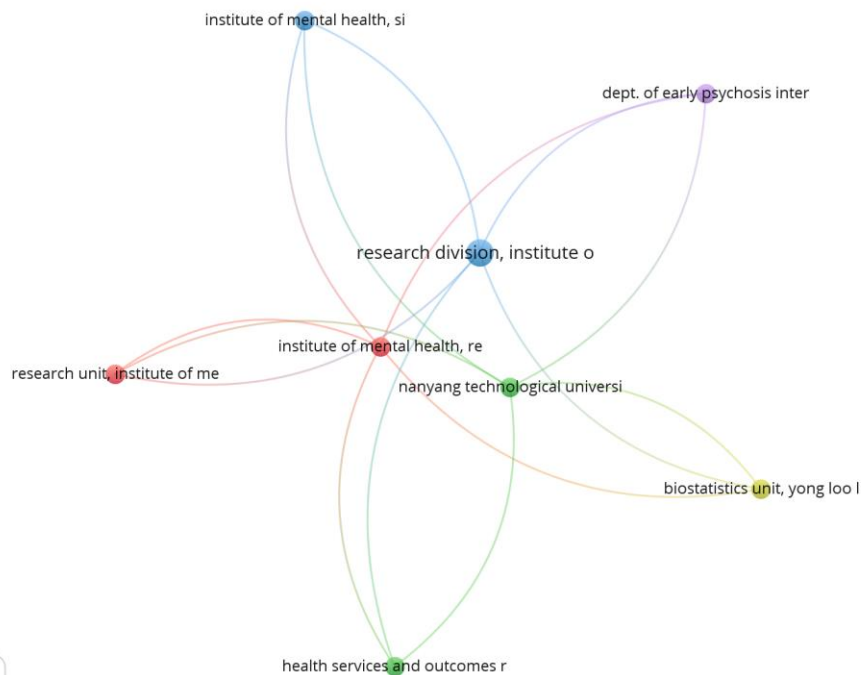 institute of mental health, si
dept. of early psychosis inter
research division, institute o
institute of mental health, re
research unit, institute of me
nanyang technological universi
biostatistics unit, yong loo l
health services and outcomes r